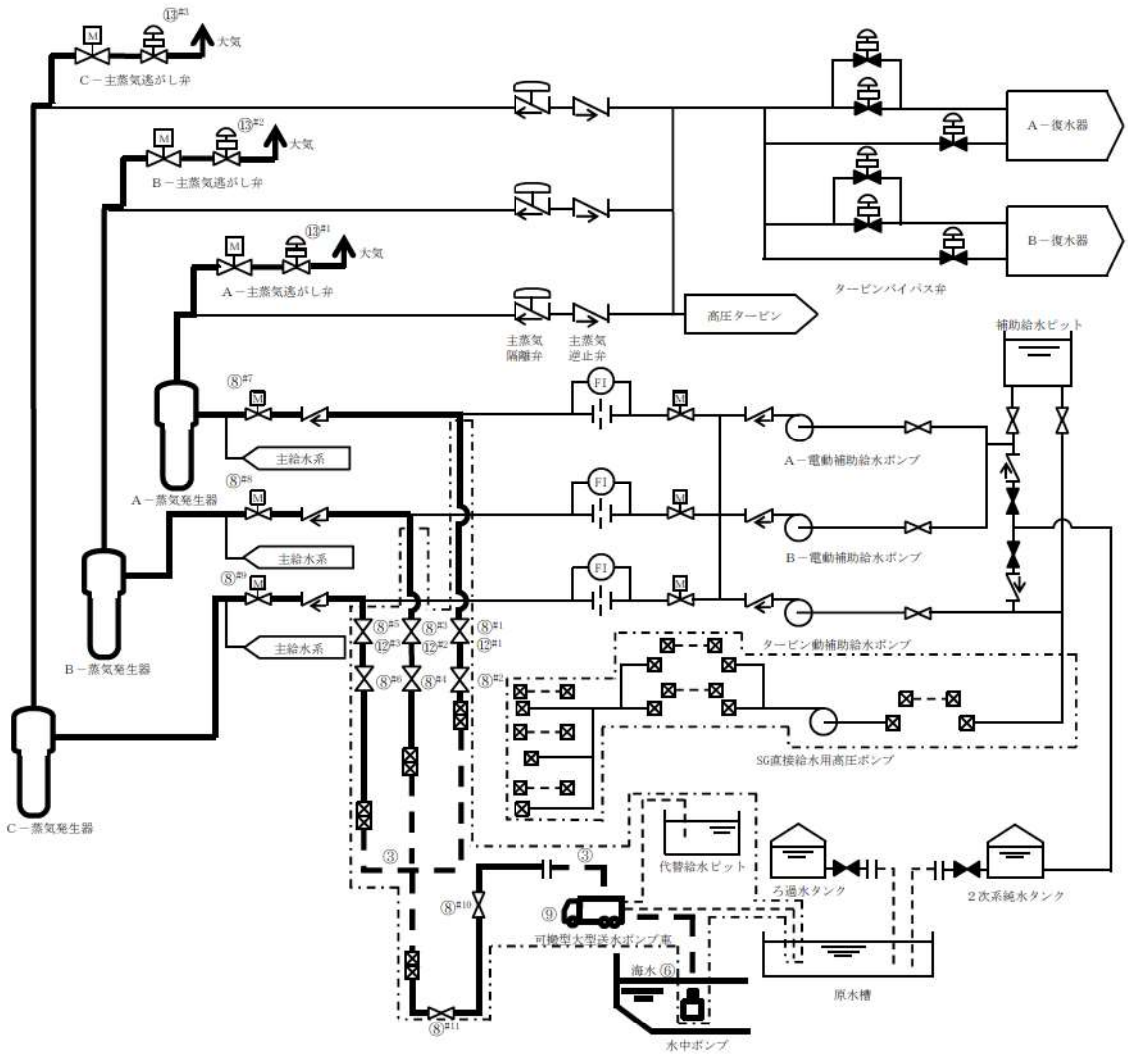 ⑬#3
M
大気
C－主蒸気逃がし弁
⑬#2
M
大気
B－主蒸気逃がし弁
A－復水器
⑬#1
M
大気
A－主蒸気逃がし弁
B－復水器
タービンバイパス弁
高圧タービン
主蒸気
隔離弁
主蒸気
逆止弁
補助給水ピット
⑧#7
M
FI
M
主給水系
A－電動補助給水ポンプ
⑧#8
A－蒸気発生器
M
FI
M
主給水系
B－電動補助給水ポンプ
⑧#9
M
FI
M
⑧#5
⑧#3
⑧#1
⑫#3
⑫#2
⑫#1
主給水系
タービン動補助給水ポンプ
B－蒸気発生器
⑧#6
⑧#4
⑧#2
SG直接給水用高圧ポンプ
C－蒸気発生器
③
③
代替給水ピット
ろ過水タンク
2次系純水タンク
⑧#10
⑨
可搬型大型送水ポンプ車
海水⑥
原水槽
⑧#11
水中ポンプ